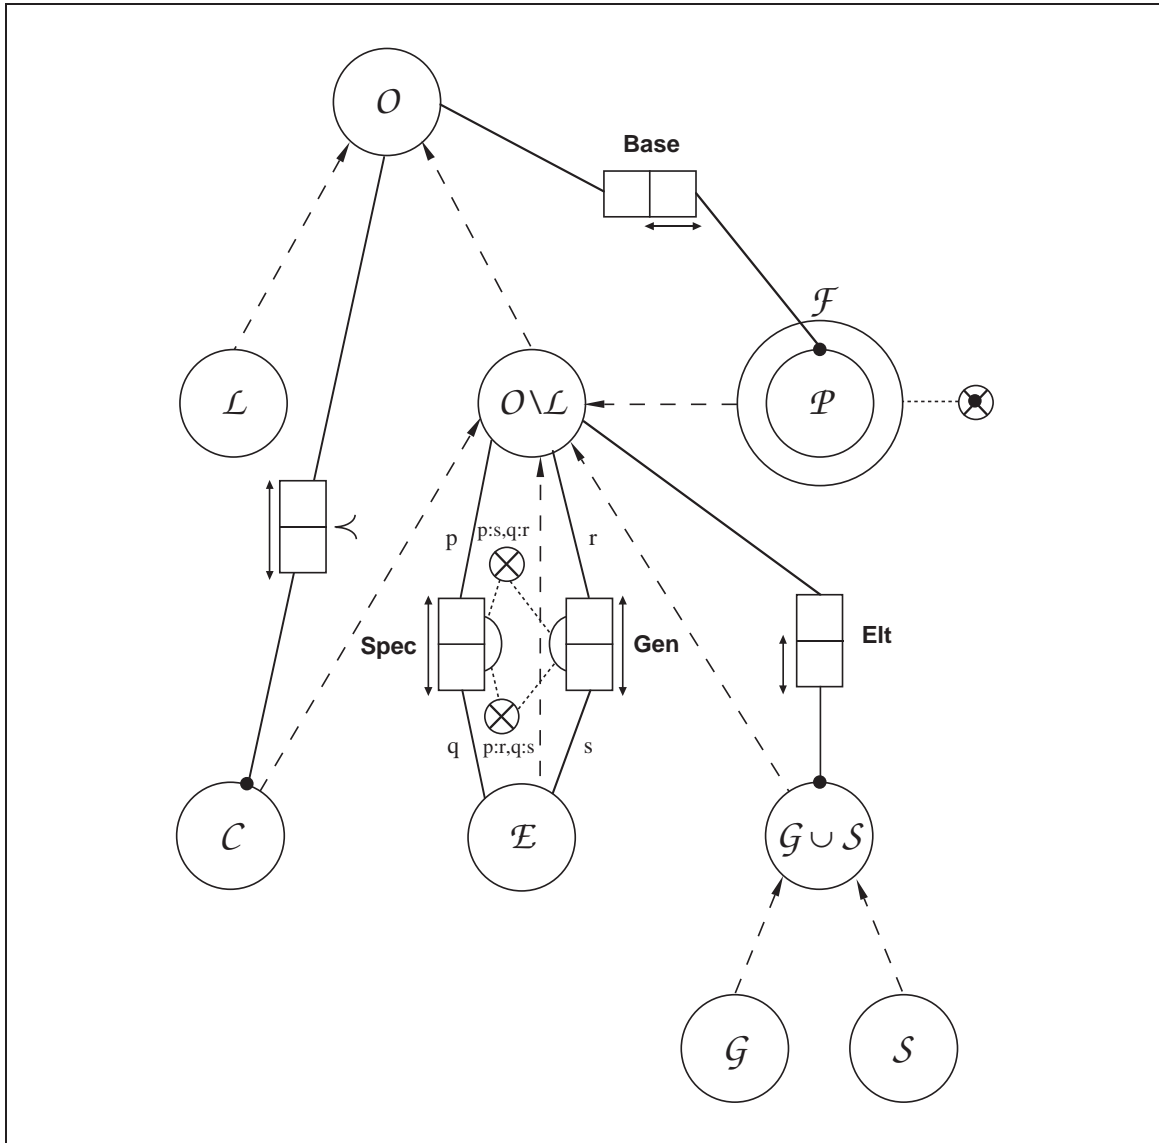 𝒪
Base
ℱ
ℒ
𝒪\ℒ
𝒫
≺
p
p:s,q:r
r
Spec
Gen
Elt
q
p:r,q:s
s
𝒞
ℰ
𝒢 ∪ 𝒮
𝒢
𝒮